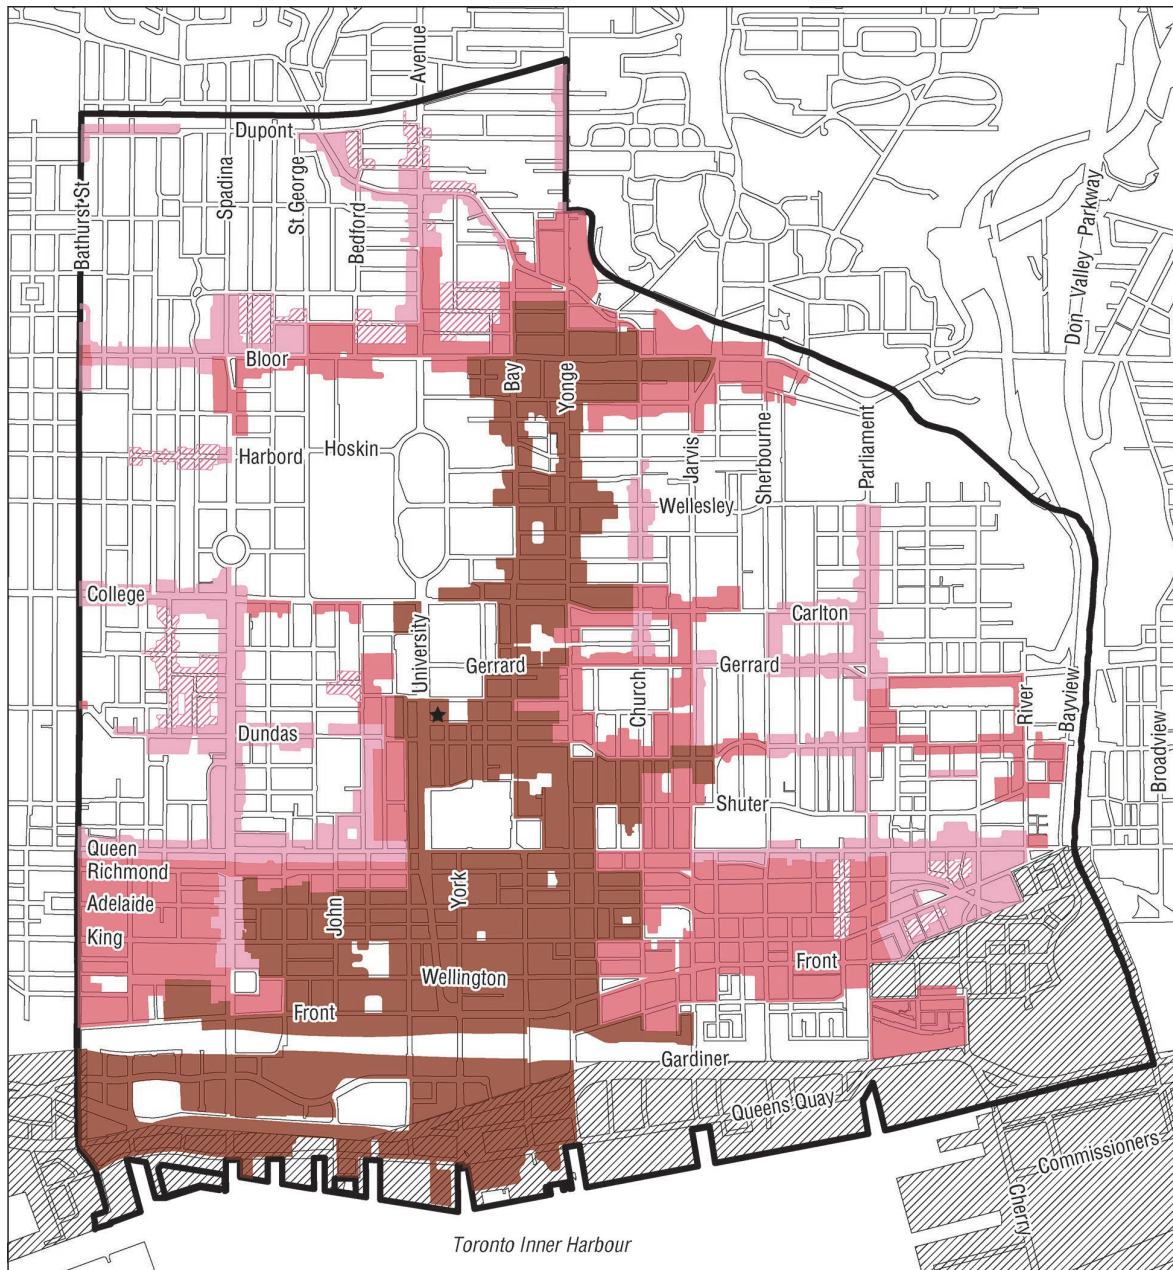 Avenue
Dupont
Spadina
St.George
Bedford
Bathurst St
Don Valley Parkway
Bloor
Bay
Yonge
Harbord
Hoskin
Jarvis
Sherbourne
Parliament
Wellesley
College
University
Carlton
Gerrard
Gerrard
Church
River
Bayview
Broadview
Dundas
Shuter
Queen
Richmond
York
Adelaide
John
King
Front
Wellington
Front
Gardiner
Queens Quay
Commissioners
Cherry
Toronto Inner Harbour